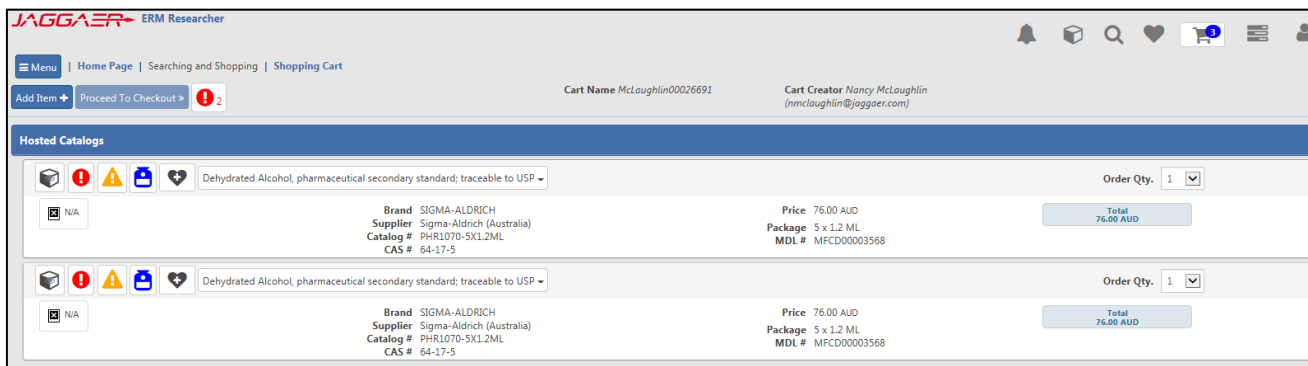 JAGGAER ERM Researcher
3
Menu | Home Page | Searching and Shopping | Shopping Cart
Add Item + Proceed To Checkout » 2 Cart Name McLaughlin00026691 Cart Creator Nancy McLaughlin
(nmclaughlin@jaggaer.com)
Hosted Catalogs
Dehydrated Alcohol, pharmaceutical secondary standard; traceable to USP Order Qty. 1
N/A Brand SIGMA-ALDRICH Price 76.00 AUD Total
Supplier Sigma-Aldrich (Australia) 76.00 AUD
Package 5 x 1.2 ML
Catalog # PHR1070-5X1.2ML
MDL # MFCD00003568
CAS # 64-17-5
Dehydrated Alcohol, pharmaceutical secondary standard; traceable to USP Order Qty. 1
N/A Brand SIGMA-ALDRICH Price 76.00 AUD Total
Supplier Sigma-Aldrich (Australia) 76.00 AUD
Package 5 x 1.2 ML
Catalog # PHR1070-5X1.2ML
MDL # MFCD00003568
CAS # 64-17-5